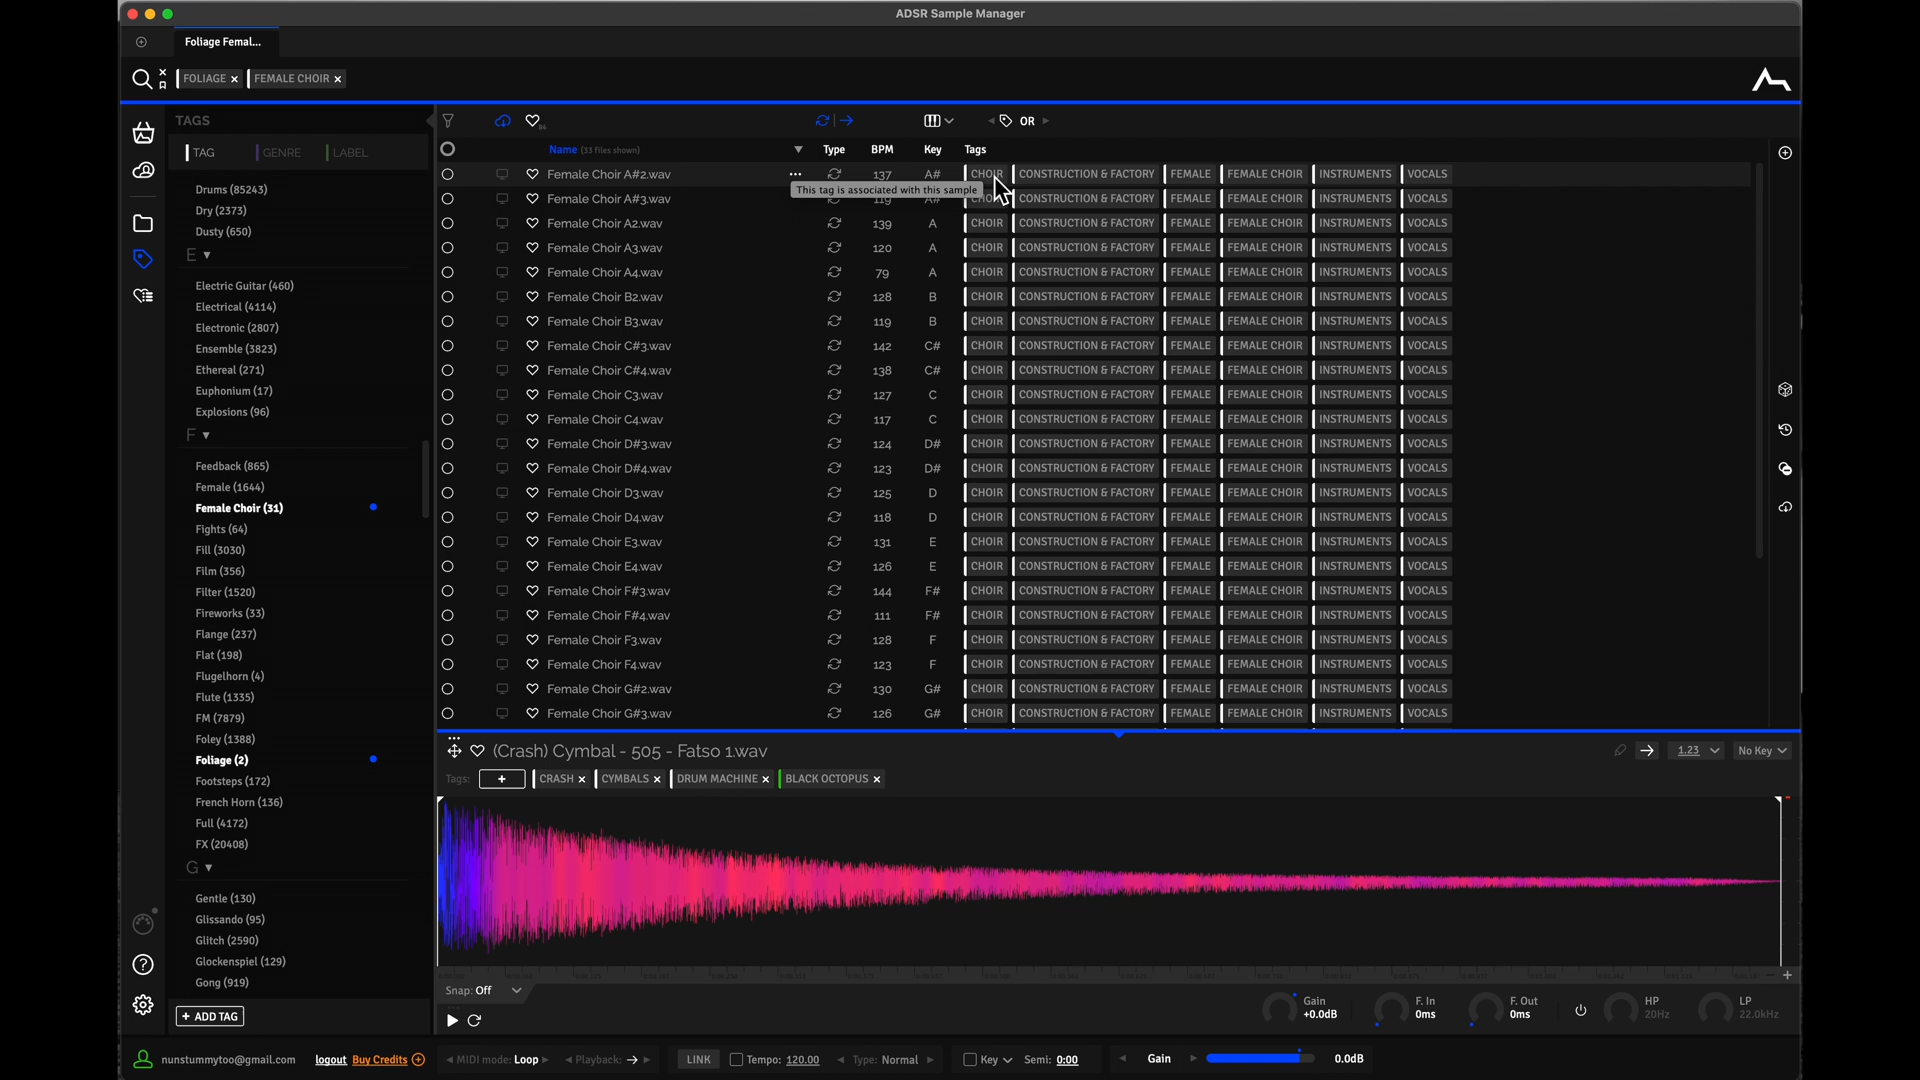 ADSR Sample Manager
Foliage Femal...
FOLIAGE × FEMALE CHOIR ×
TAGS
TAG GENRE LABEL
Drums (85243)
Dry (2373)
Dusty (650)
E
Electric Guitar (460)
Electrical (4114)
Electronic (2807)
Ensemble (3823)
Ethereal (271)
Euphonium (17)
Explosions (96)
F
Feedback (865)
Female (1644)
Female Choir (31)
Fights (64)
Fill (3030)
Film (356)
Filter (1520)
Fireworks (33)
Flange (237)
Flat (198)
Flugelhorn (4)
Flute (1335)
FM (7879)
Foley (1388)
Foliage (2)
Footsteps (172)
French Horn (136)
Full (4172)
FX (20408)
G
Gentle (130)
Glissando (95)
Glitch (2590)
Glockenspiel (129)
Gong (919)
+ ADD TAG
OR
Name (33 files shown) Type BPM Key Tags
Female Choir A#2.wav 137 A# CHOIR CONSTRUCTION & FACTORY FEMALE FEMALE CHOIR INSTRUMENTS VOCALS
This tag is associated with this sample
Female Choir A#3.wav 119 A# CHOIR CONSTRUCTION & FACTORY FEMALE FEMALE CHOIR INSTRUMENTS VOCALS
Female Choir A2.wav 139 A CHOIR CONSTRUCTION & FACTORY FEMALE FEMALE CHOIR INSTRUMENTS VOCALS
Female Choir A3.wav 120 A CHOIR CONSTRUCTION & FACTORY FEMALE FEMALE CHOIR INSTRUMENTS VOCALS
Female Choir A4.wav 79 A CHOIR CONSTRUCTION & FACTORY FEMALE FEMALE CHOIR INSTRUMENTS VOCALS
Female Choir B2.wav 128 B CHOIR CONSTRUCTION & FACTORY FEMALE FEMALE CHOIR INSTRUMENTS VOCALS
Female Choir B3.wav 119 B CHOIR CONSTRUCTION & FACTORY FEMALE FEMALE CHOIR INSTRUMENTS VOCALS
Female Choir C#3.wav 142 C# CHOIR CONSTRUCTION & FACTORY FEMALE FEMALE CHOIR INSTRUMENTS VOCALS
Female Choir C#4.wav 138 C# CHOIR CONSTRUCTION & FACTORY FEMALE FEMALE CHOIR INSTRUMENTS VOCALS
Female Choir C3.wav 127 C CHOIR CONSTRUCTION & FACTORY FEMALE FEMALE CHOIR INSTRUMENTS VOCALS
Female Choir C4.wav 117 C CHOIR CONSTRUCTION & FACTORY FEMALE FEMALE CHOIR INSTRUMENTS VOCALS
Female Choir D#3.wav 124 D# CHOIR CONSTRUCTION & FACTORY FEMALE FEMALE CHOIR INSTRUMENTS VOCALS
Female Choir D#4.wav 123 D# CHOIR CONSTRUCTION & FACTORY FEMALE FEMALE CHOIR INSTRUMENTS VOCALS
Female Choir D3.wav 125 D CHOIR CONSTRUCTION & FACTORY FEMALE FEMALE CHOIR INSTRUMENTS VOCALS
Female Choir D4.wav 118 D CHOIR CONSTRUCTION & FACTORY FEMALE FEMALE CHOIR INSTRUMENTS VOCALS
Female Choir E3.wav 131 E CHOIR CONSTRUCTION & FACTORY FEMALE FEMALE CHOIR INSTRUMENTS VOCALS
Female Choir E4.wav 126 E CHOIR CONSTRUCTION & FACTORY FEMALE FEMALE CHOIR INSTRUMENTS VOCALS
Female Choir F#3.wav 144 F# CHOIR CONSTRUCTION & FACTORY FEMALE FEMALE CHOIR INSTRUMENTS VOCALS
Female Choir F#4.wav 111 F# CHOIR CONSTRUCTION & FACTORY FEMALE FEMALE CHOIR INSTRUMENTS VOCALS
Female Choir F3.wav 128 F CHOIR CONSTRUCTION & FACTORY FEMALE FEMALE CHOIR INSTRUMENTS VOCALS
Female Choir F4.wav 123 F CHOIR CONSTRUCTION & FACTORY FEMALE FEMALE CHOIR INSTRUMENTS VOCALS
Female Choir G#2.wav 130 G# CHOIR CONSTRUCTION & FACTORY FEMALE FEMALE CHOIR INSTRUMENTS VOCALS
Female Choir G#3.wav 126 G# CHOIR CONSTRUCTION & FACTORY FEMALE FEMALE CHOIR INSTRUMENTS VOCALS
(Crash) Cymbal - 505 - Fatso 1.wav 1.23 No Key
Tags: + CRASH × CYMBALS × DRUM MACHINE × BLACK OCTOPUS ×
Snap: Off
Gain +0.0dB F. In 0ms F. Out 0ms HP 20Hz LP 22.0kHz
nunstummytoo@gmail.com logout Buy Credits MIDI mode: Loop Playback: → LINK Tempo: 120.00 Type: Normal Key Semi: 0:00 Gain 0.0dB